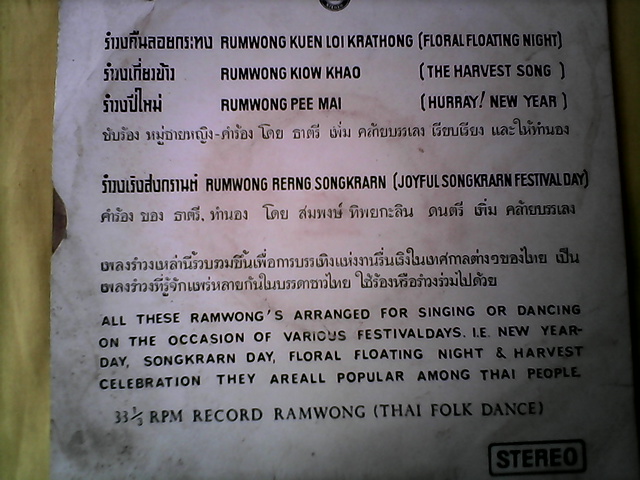 รำวงคืนลอยกระทง RUMWONG KUEN LOI KRATHONG (FLORAL FLOATING NIGHT)
รำวงเกี่ยวข้าว RUMWONG KIOW KHAO (THE HARVEST SONG )
รำวงปีใหม่ RUMWONG PEE MAI (HURRAY! NEW YEAR )
ขับร้อง หมู่ชายหญิง-คำร้อง โดย ธาตรี เพิ่ม คล้ายบรรเลง เรียบเรียง และให้ทำนอง
รำวงเริงสงกรานต์ RUMWONG RERNG SONGKRARN (JOYFUL SONGKRARN FESTIVAL DAY)
คำร้อง ของ ธาตรี, ทำนอง โดย สมพงษ์ ทิพยกะลิน ดนตรี เพิ่ม คล้ายบรรเลง
เพลงรำวงเหล่านี้รวบรวมขึ้นเพื่อการบรรเทิงแห่งงานรื่นเริงในเทศกาลต่างๆของไทย เป็น
เพลงรำวงที่รู้จักแพร่หลายกันในบรรดาชาวไทย ใช้ร้องหรือรำวงร่วมไปด้วย
ALL THESE RAMWONG'S ARRANGED FOR SINGING OR DANCING
ON THE OCCASION OF VARIOUS FESTIVALDAYS. I.E. NEW YEAR-
DAY, SONGKRARN DAY, FLORAL FLOATING NIGHT & HARVEST
CELEBRATION THEY AREALL POPULAR AMONG THAI PEOPLE.
33 1/3 RPM RECORD RAMWONG (THAI FOLK DANCE)
STEREO